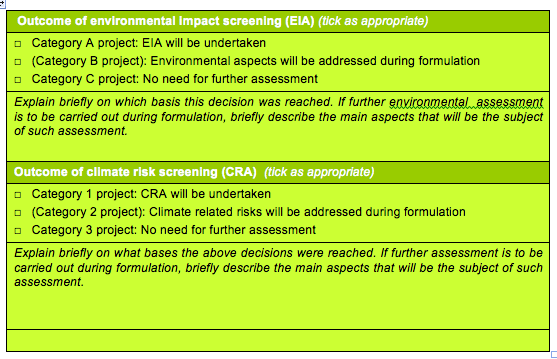 Outcome of environmental impact screening (EIA) (tick as appropriate)
□ Category A project: EIA will be undertaken
□ (Category B project): Environmental aspects will be addressed during formulation
□ Category C project: No need for further assessment
Explain briefly on which basis this decision was reached. If further environmental assessment
is to be carried out during formulation, briefly describe the main aspects that will be the subject
of such assessment.
Outcome of climate risk screening (CRA) (tick as appropriate)
□ Category 1 project: CRA will be undertaken
□ (Category 2 project): Climate related risks will be addressed during formulation
□ Category 3 project: No need for further assessment
Explain briefly on what bases the above decisions were reached. If further assessment is to be
carried out during formulation, briefly describe the main aspects that will be the subject of such
assessment.